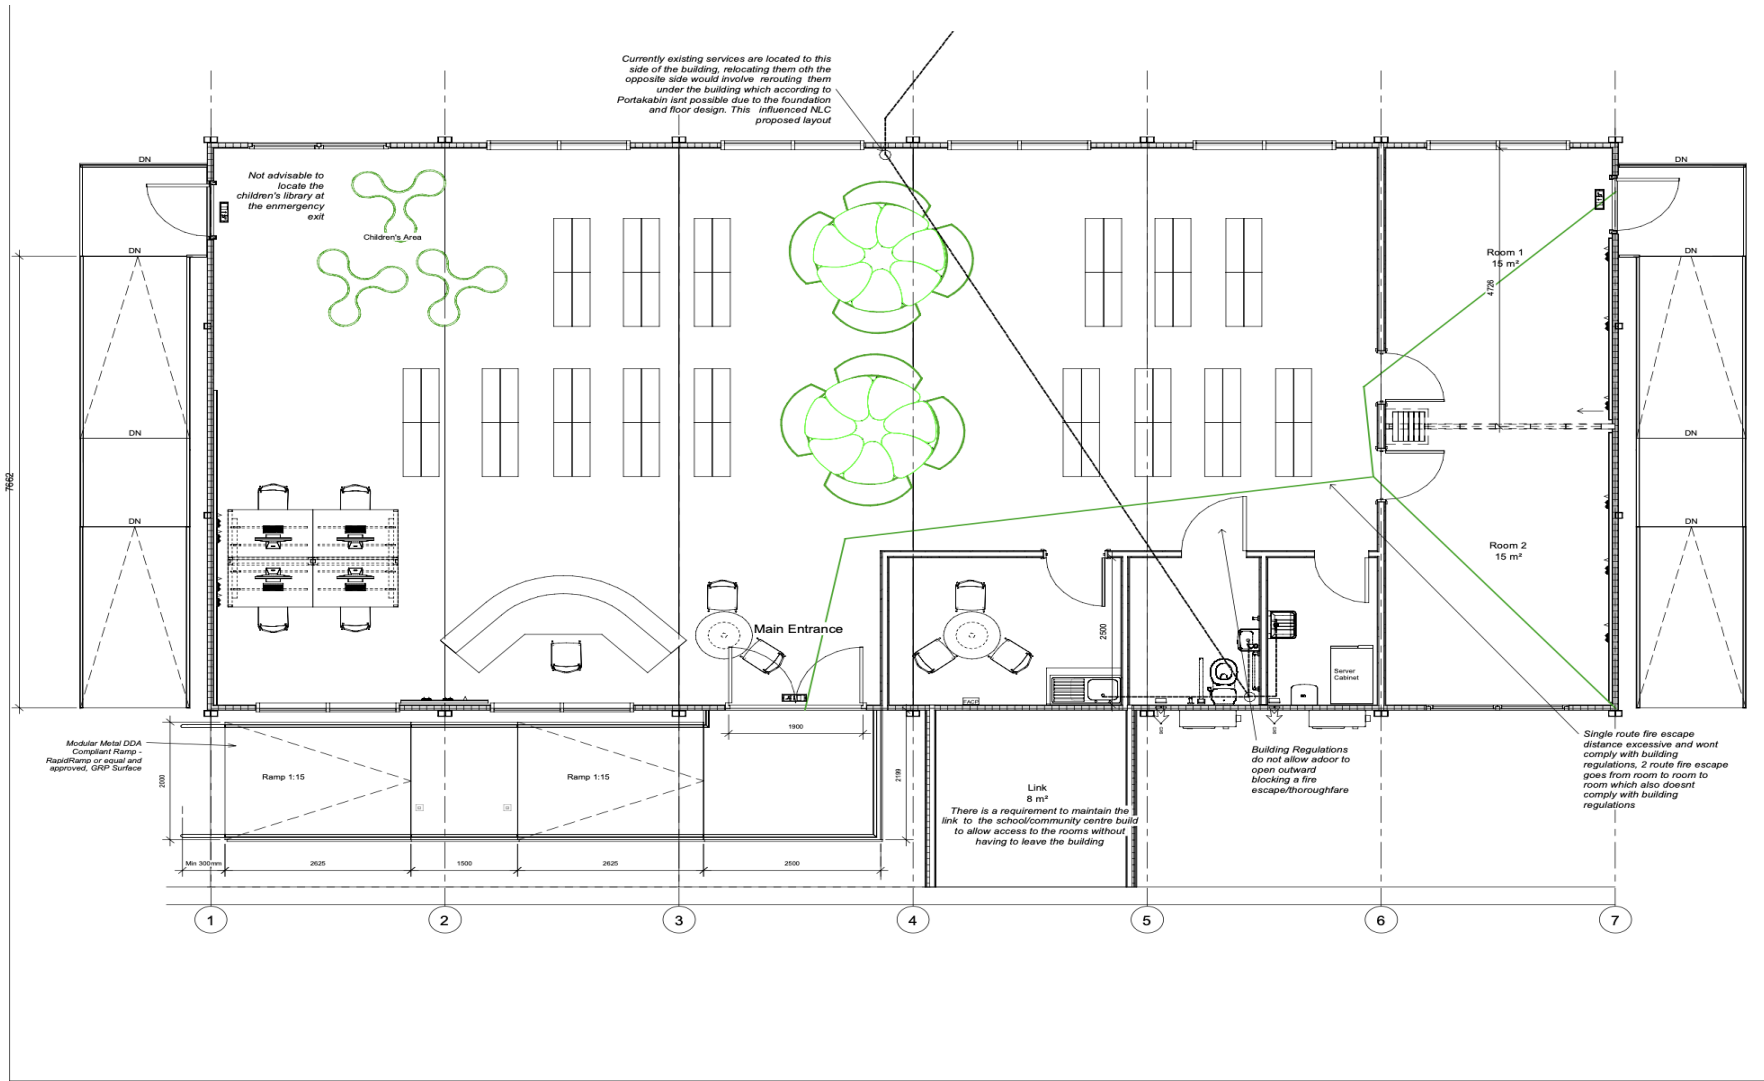 Currently existing services are located to this
side of the building, relocating them oth the
opposite side would involve rerouting them
under the building which according to
Portakabin isnt possible due to the foundation
and floor design. This influenced NLC
proposed layout
DN
DN
Not advisable to
locate the
children's library at
the enmergency
exit
Children's Area
DN
DN
Room 1
15 m²
4726
DN
DN
7662
DN
DN
Room 2
15 m²
Main Entrance
2500
Server
Cabinet
FACP
1900
Modular Metal DDA
Compliant Ramp -
RapidRamp or equal and
approved, GRP Surface
2000
Ramp 1:15
Ramp 1:15
2199
Link
8 m²
There is a requirement to maintain the
link to the school/community centre build
to allow access to the rooms without
having to leave the building
Building Regulations
do not allow adoor to
open outward
blocking a fire
escape/thoroughfare
Single route fire escape
distance excessive and wont
comply with building
regulations, 2 route fire escape
goes from room to room to
room which also doesnt
comply with building
regulations
Min 300mm
2625
1500
2625
2500
1
2
3
4
5
6
7